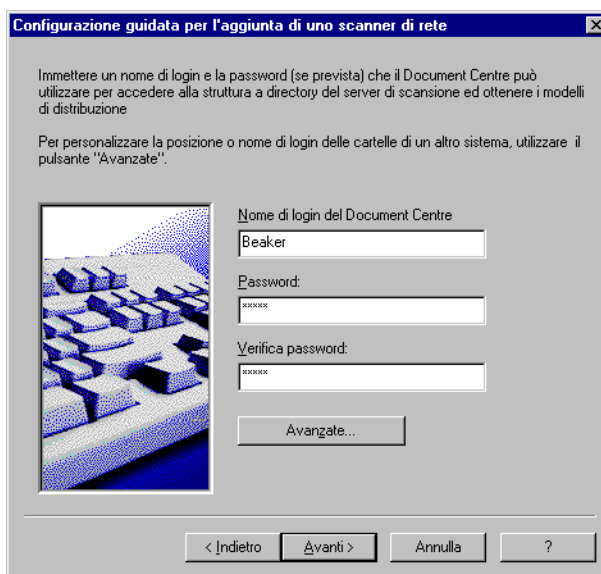 Configurazione guidata per l'aggiunta di uno scanner di rete
Immettere un nome di login e la password (se prevista) che il Document Centre può
utilizzare per accedere alla struttura a directory del server di scansione ed ottenere i modelli
di distribuzione
Per personalizzare la posizione o nome di login delle cartelle di un altro sistema, utilizzare il
pulsante "Avanzate".
Nome di login del Document Centre
Beaker
Password:
*****
Verifica password:
*****
Avanzate...
< Indietro
Avanti >
Annulla
?